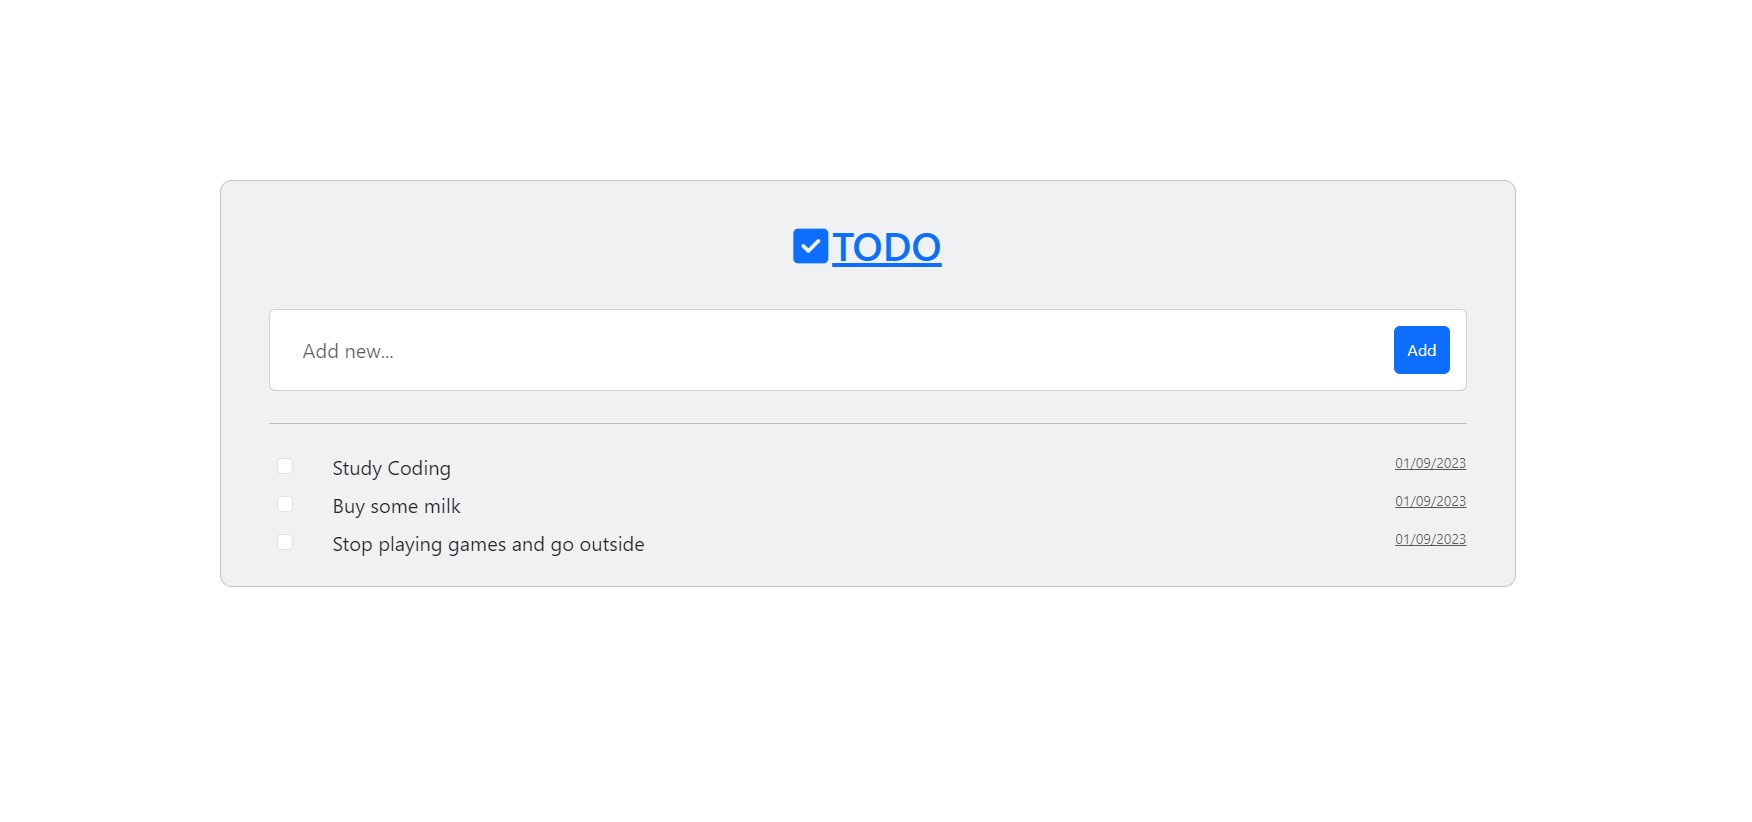 TODO
Add new...
Add
Study Coding 01/09/2023
Buy some milk 01/09/2023
Stop playing games and go outside 01/09/2023